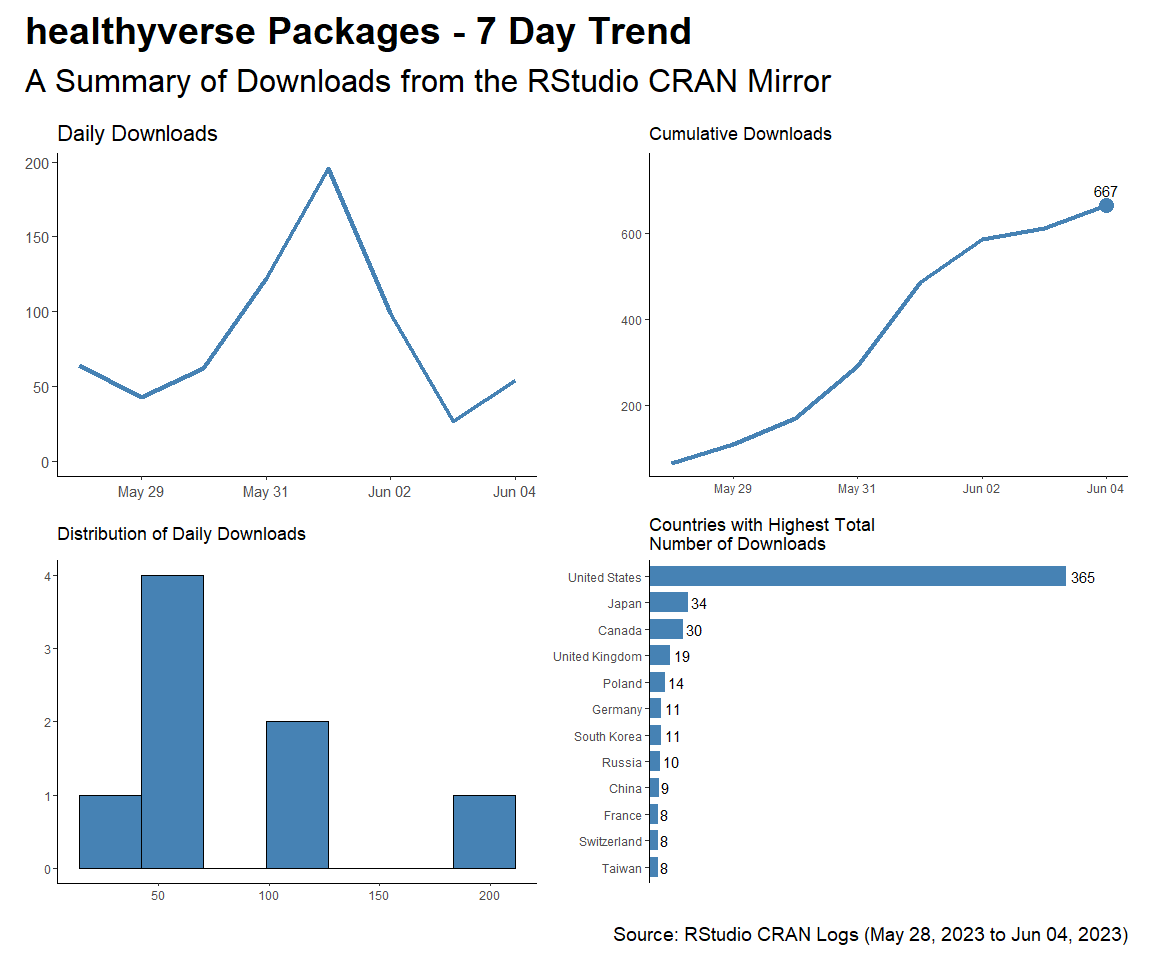 healthyverse Packages - 7 Day Trend
A Summary of Downloads from the RStudio CRAN Mirror
Daily Downloads
200
150
100
50
0
May 29
May 31
Jun 02
Jun 04
Cumulative Downloads
667
600
400
200
May 29
May 31
Jun 02
Jun 04
Distribution of Daily Downloads
4
3
2
1
0
50
100
150
200
Countries with Highest Total
Number of Downloads
United States 365
Japan 34
Canada 30
United Kingdom 19
Poland 14
Germany 11
South Korea 11
Russia 10
China 9
France 8
Switzerland 8
Taiwan 8
Source: RStudio CRAN Logs (May 28, 2023 to Jun 04, 2023)